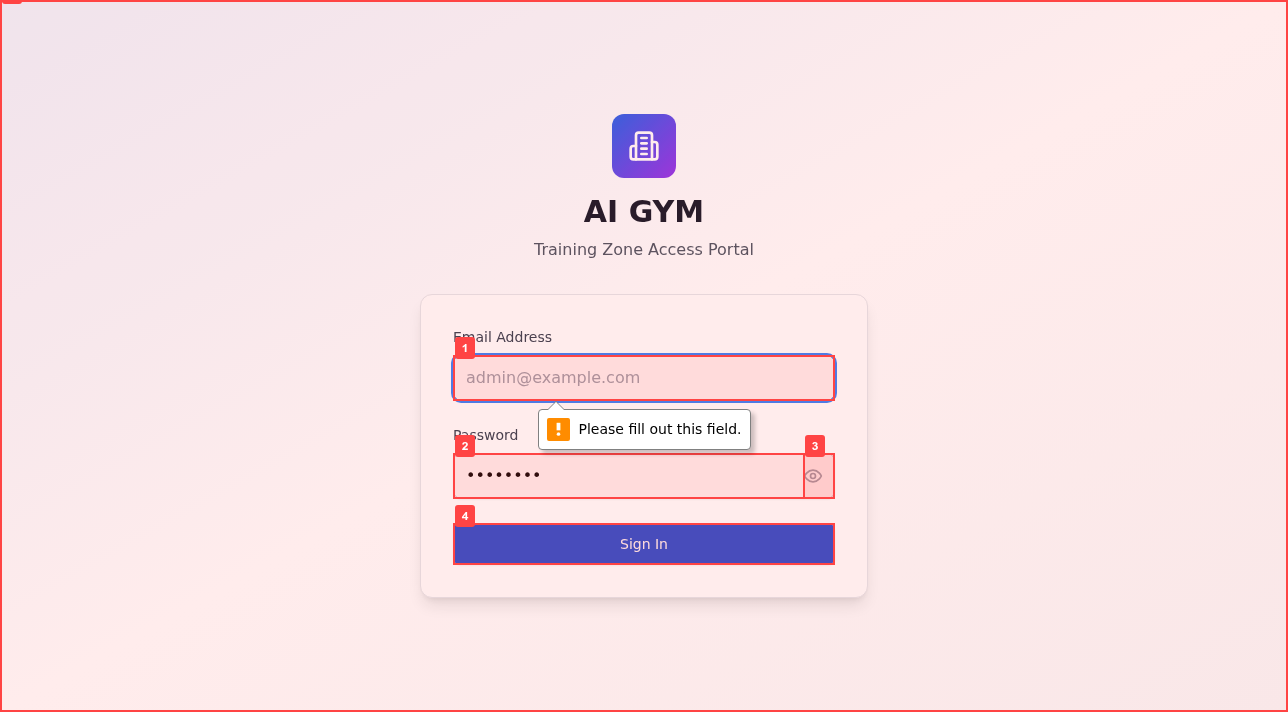 AI GYM
Training Zone Access Portal
Email Address
1
admin@example.com
Please fill out this field.
Password
2
3
••••••••
4
Sign In